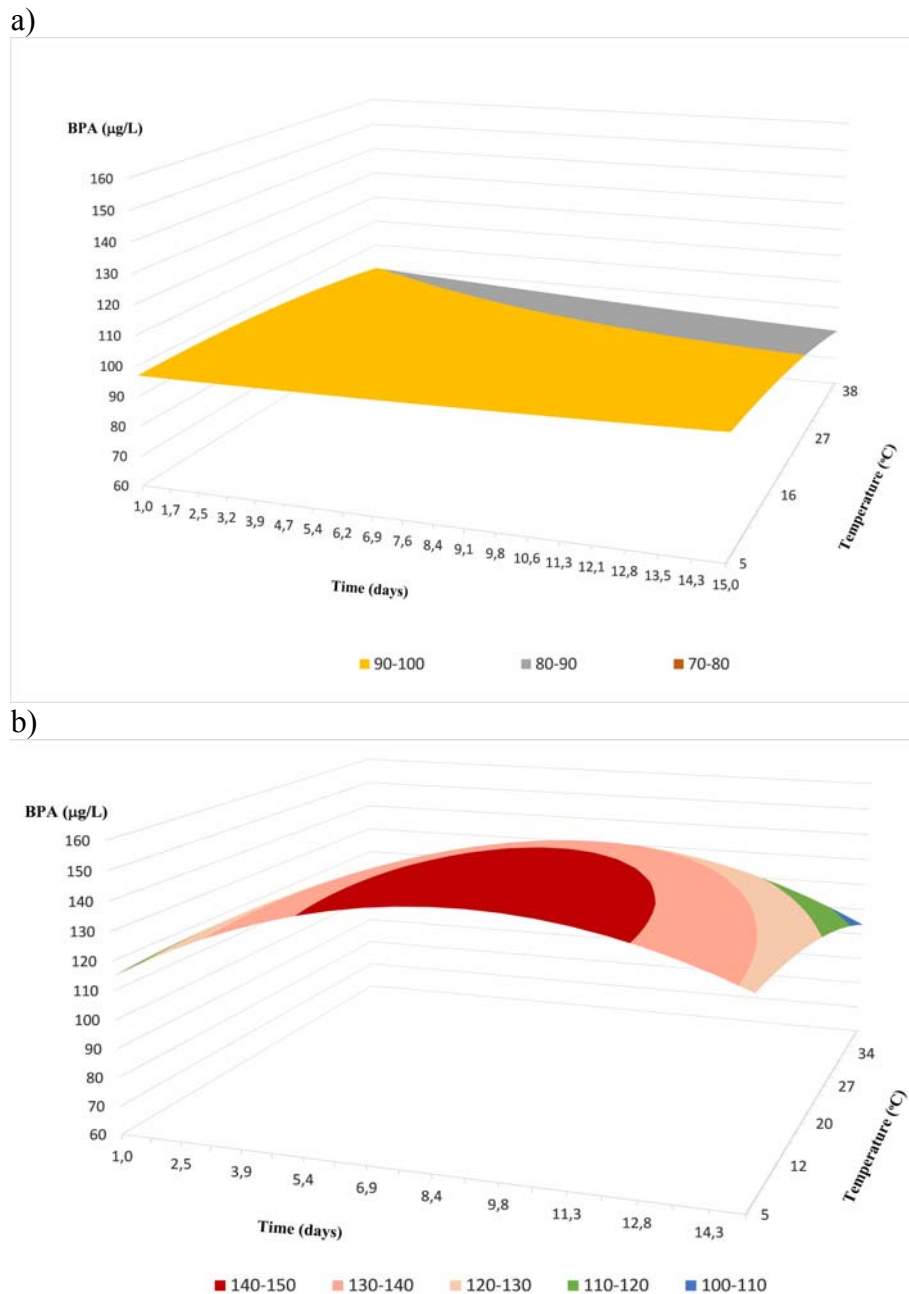 a)
BPA (μg/L)
160
150
140
130
120
110
100
90
80
70
60
1,0 1,7 2,5 3,2 3,9 4,7 5,4 6,2 6,9 7,6 8,4 9,1 9,8 10,6 11,3 12,1 12,8 13,5 14,3 15,0
Time (days)
38
27
16
5
Temperature (°C)
90-100 80-90 70-80
b)
BPA (μg/L)
160
150
140
130
120
110
100
90
80
70
60
1,0 2,5 3,9 5,4 6,9 8,4 9,8 11,3 12,8 14,3
Time (days)
34
27
20
12
5
Temperature (°C)
140-150 130-140 120-130 110-120 100-110